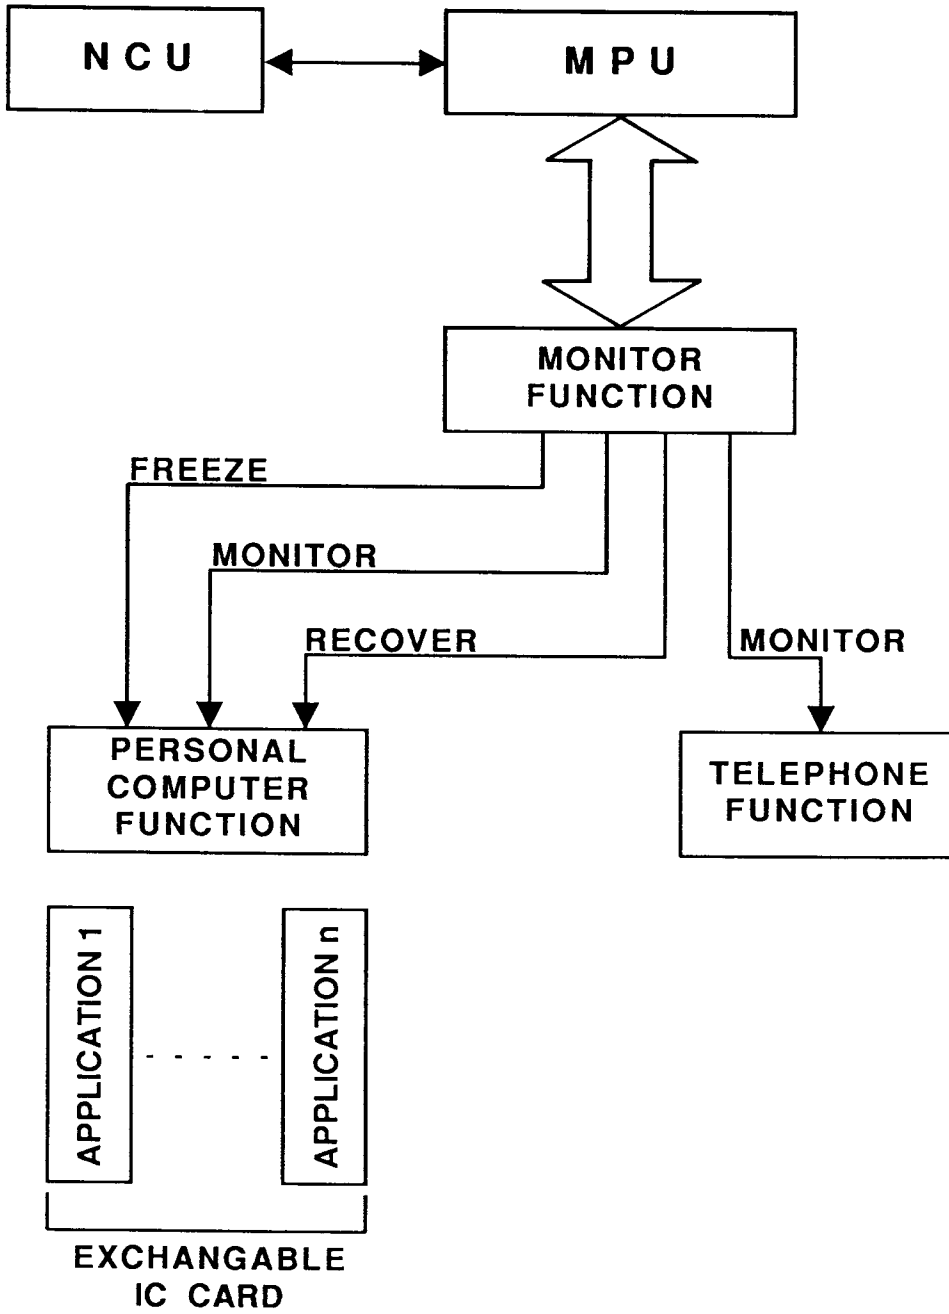 NCU
MPU
MONITOR
FUNCTION
FREEZE
MONITOR
RECOVER
MONITOR
PERSONAL
COMPUTER
FUNCTION
TELEPHONE
FUNCTION
APPLICATION 1
APPLICATION n
EXCHANGABLE
IC CARD